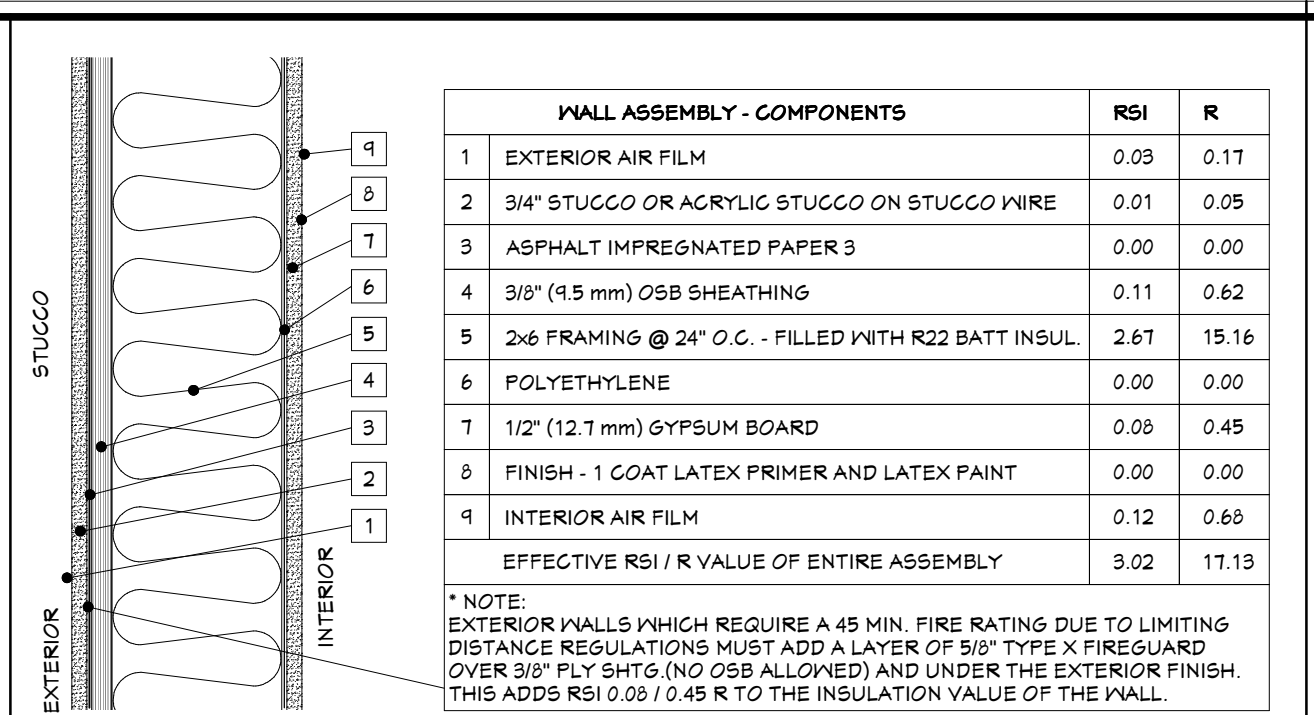 STUCCO
EXTERIOR
INTERIOR
9
8
7
6
5
4
3
2
1
WALL ASSEMBLY - COMPONENTS RSI R
1 EXTERIOR AIR FILM 0.03 0.17
2 3/4" STUCCO OR ACRYLIC STUCCO ON STUCCO WIRE 0.01 0.05
3 ASPHALT IMPREGNATED PAPER 3 0.00 0.00
4 3/8" (9.5 mm) OSB SHEATHING 0.11 0.62
5 2x6 FRAMING @ 24" O.C. - FILLED WITH R22 BATT INSUL. 2.67 15.16
6 POLYETHYLENE 0.00 0.00
7 1/2" (12.7 mm) GYPSUM BOARD 0.08 0.45
8 FINISH - 1 COAT LATEX PRIMER AND LATEX PAINT 0.00 0.00
9 INTERIOR AIR FILM 0.12 0.68
EFFECTIVE RSI / R VALUE OF ENTIRE ASSEMBLY 3.02 17.13
* NOTE:
EXTERIOR WALLS WHICH REQUIRE A 45 MIN. FIRE RATING DUE TO LIMITING
DISTANCE REGULATIONS MUST ADD A LAYER OF 5/8" TYPE X FIREGUARD
OVER 3/8" PLY SHTG.(NO OSB ALLOWED) AND UNDER THE EXTERIOR FINISH.
THIS ADDS RSI 0.08 / 0.45 R TO THE INSULATION VALUE OF THE WALL.